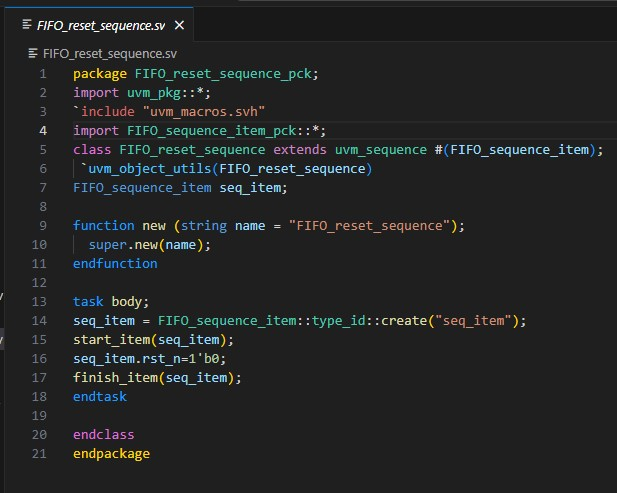 FIFO_reset_sequence.sv
FIFO_reset_sequence.sv
1 package FIFO_reset_sequence_pck;
2 import uvm_pkg::*;
3 `include "uvm_macros.svh"
4 import FIFO_sequence_item_pck::*;
5 class FIFO_reset_sequence extends uvm_sequence #(FIFO_sequence_item);
6  `uvm_object_utils(FIFO_reset_sequence)
7 FIFO_sequence_item seq_item;
8
9 function new (string name = "FIFO_reset_sequence");
10   super.new(name);
11 endfunction
12
13 task body;
14 seq_item = FIFO_sequence_item::type_id::create("seq_item");
15 start_item(seq_item);
16 seq_item.rst_n=1'b0;
17 finish_item(seq_item);
18 endtask
19
20 endclass
21 endpackage